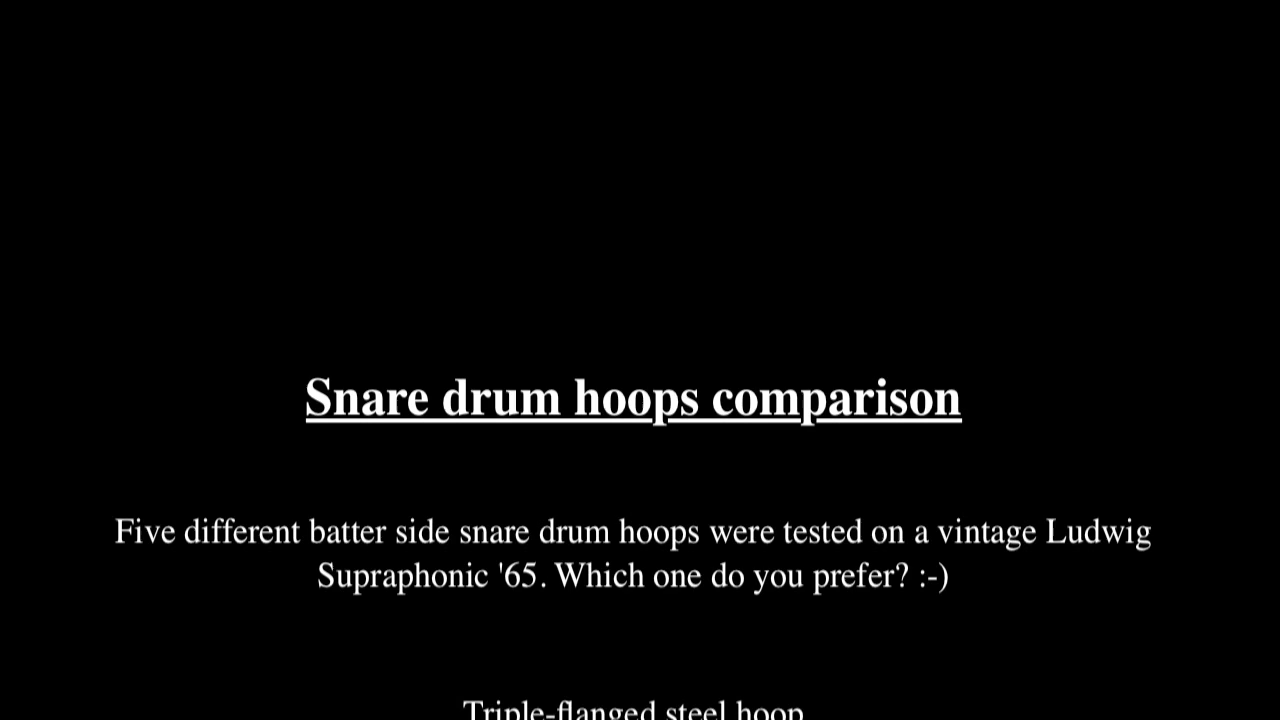 Snare drum hoops comparison
Five different batter side snare drum hoops were tested on a vintage Ludwig
Supraphonic '65. Which one do you prefer? :-)
Triple-flanged steel hoop